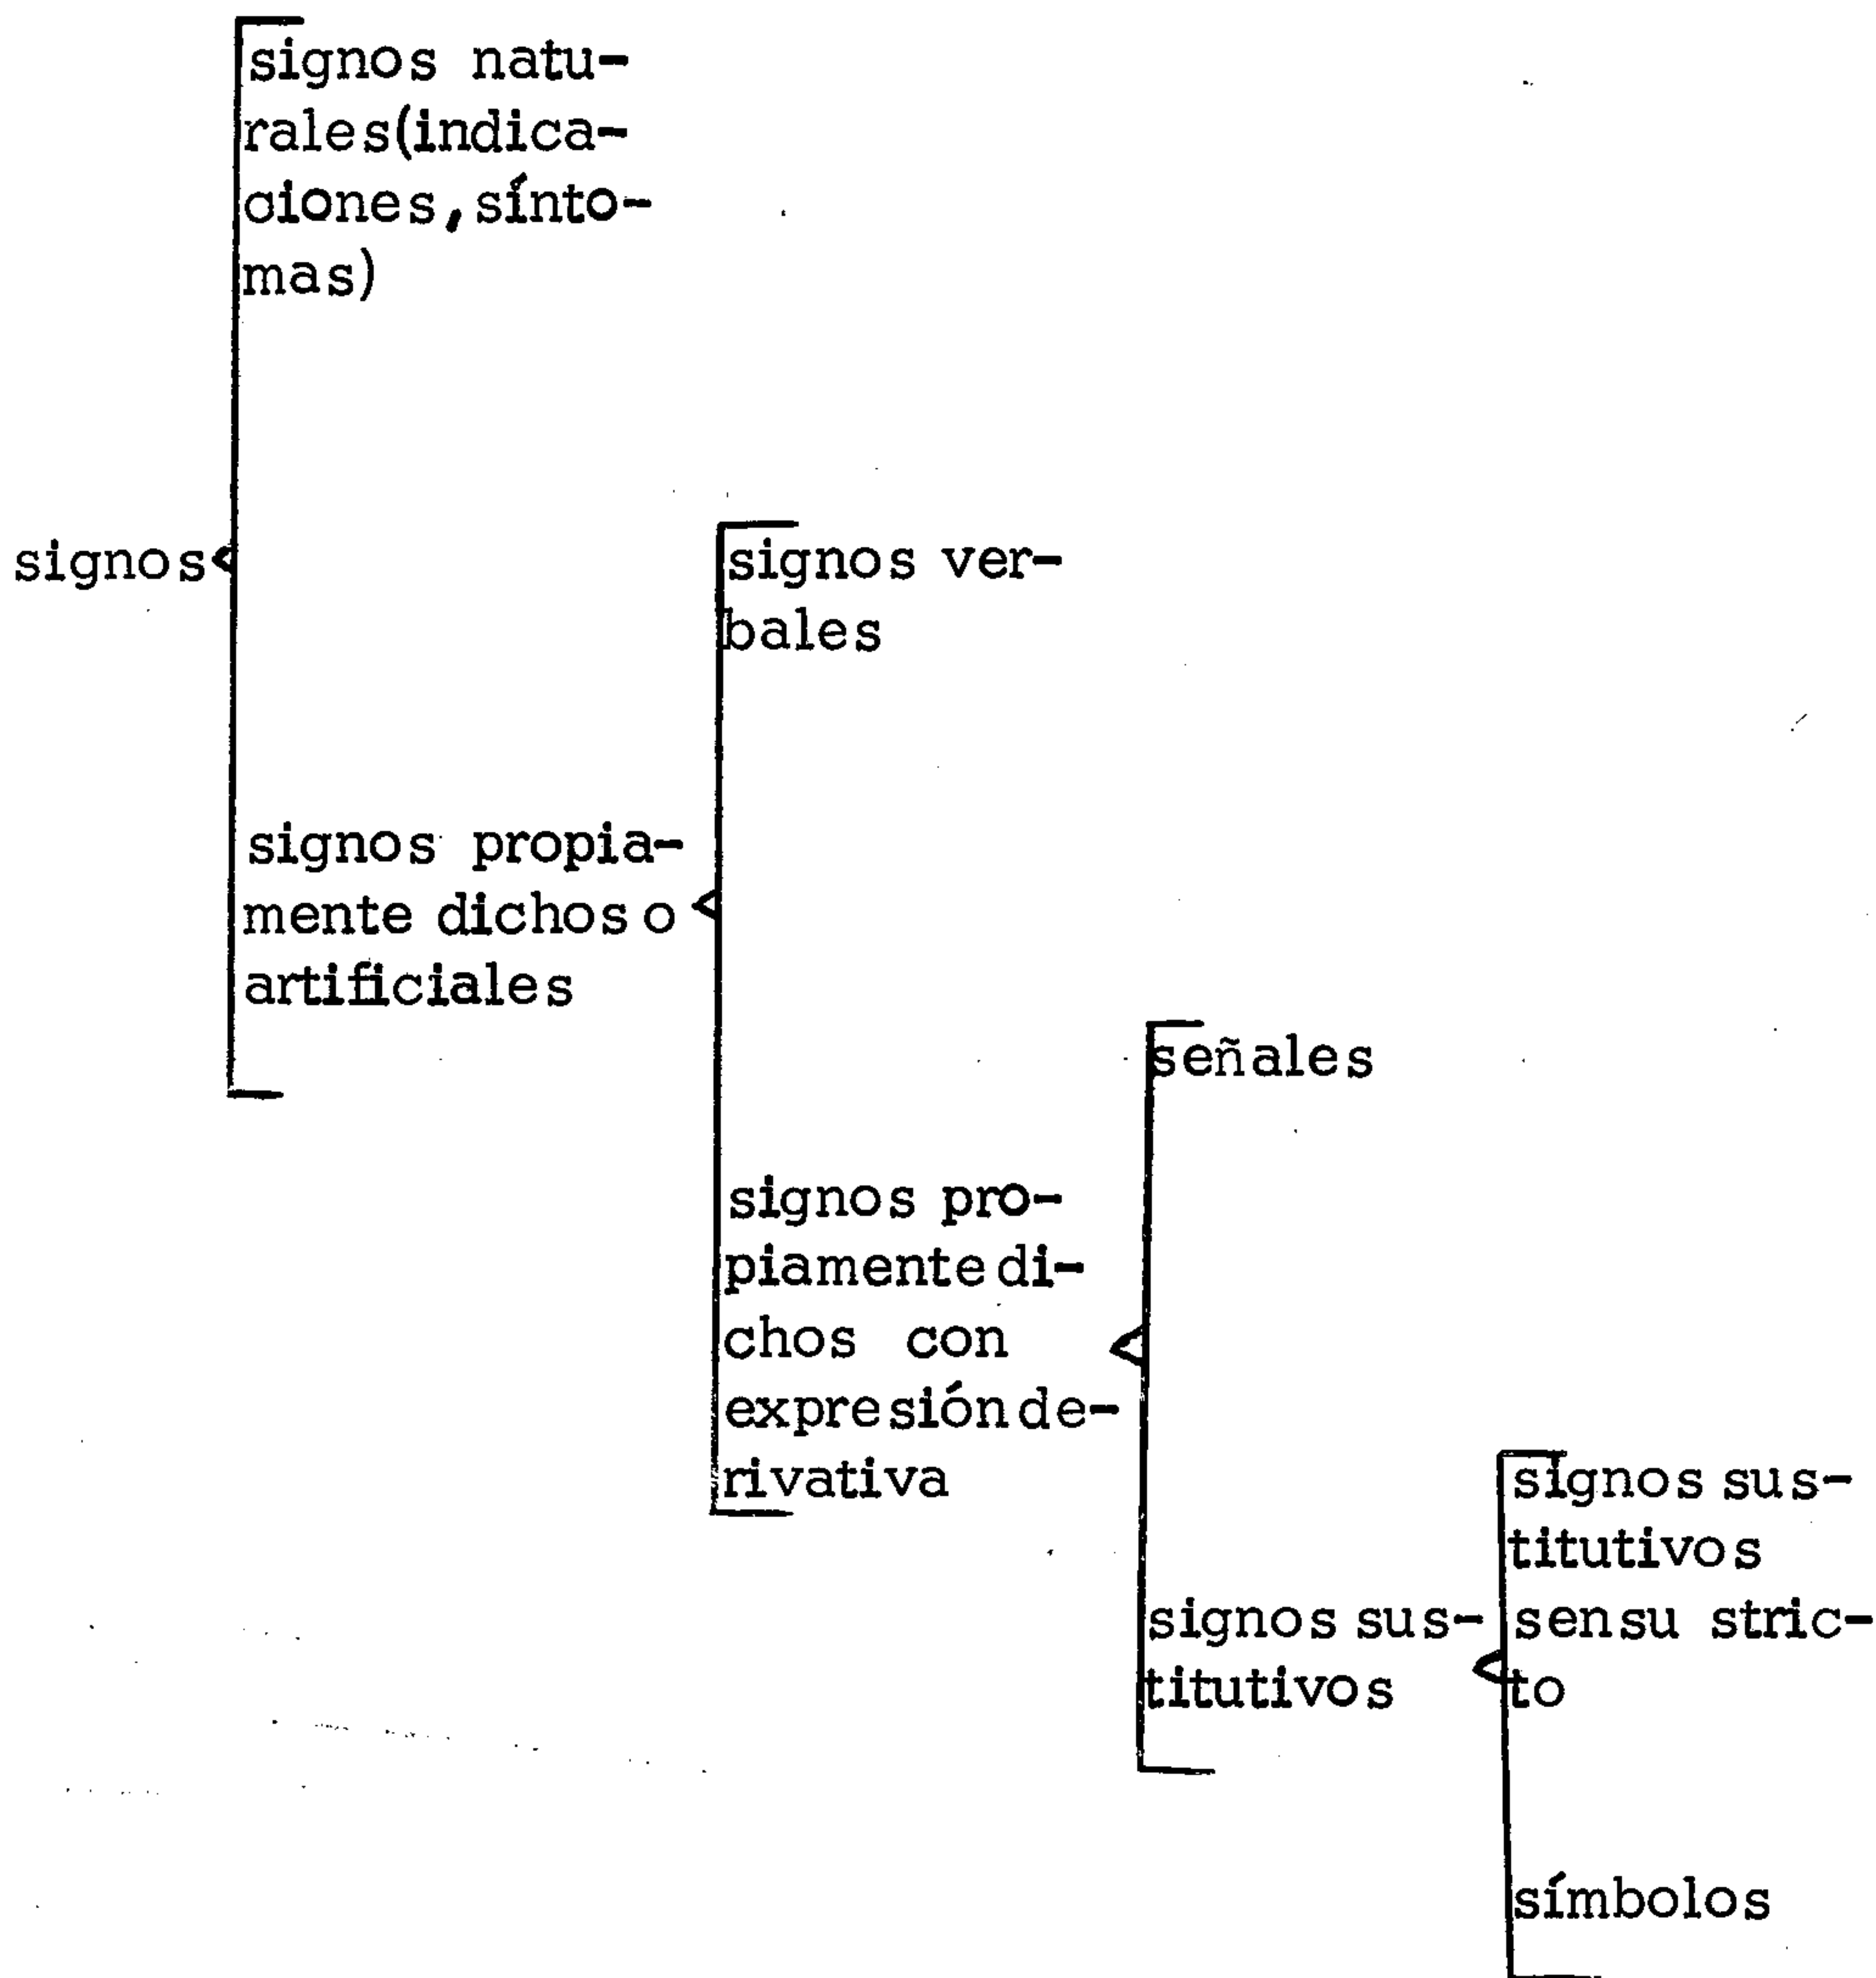 signos natu-
rales(indica-
ciones, sínto-
mas)
signos
signos ver-
bales
signos propia-
mente dichos o
artificiales
señales
signos pro-
piamente di-
chos con
expresión de-
rivativa
signos sus-
titutivos
sensu stric-
to
signos sus-
titutivos
símbolos